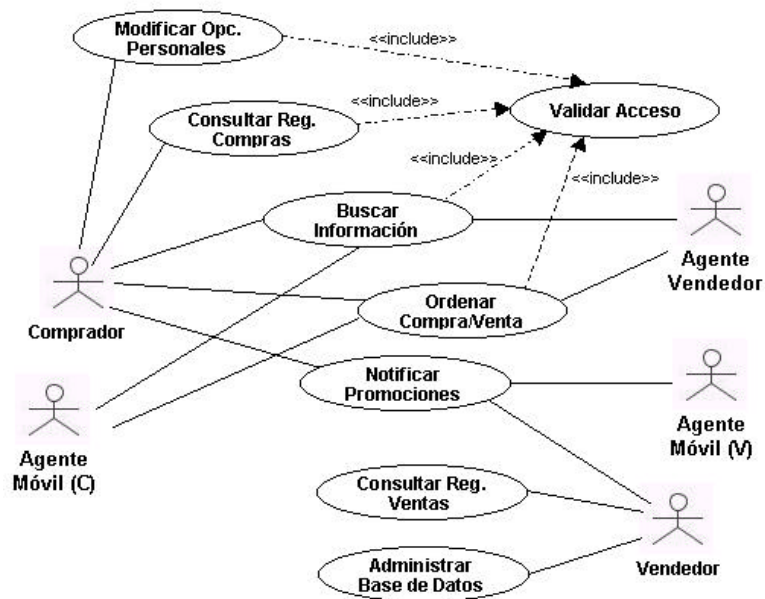 Modificar Opc.
Personales
<<include>>
Consultar Reg.
Compras
<<include>>
Validar Acceso
<<include>>
<<include>>
Buscar
Información
Agente
Vendedor
Comprador
Ordenar
Compra/Venta
Notificar
Promociones
Agente
Móvil (C)
Agente
Móvil (V)
Consultar Reg.
Ventas
Vendedor
Administrar
Base de Datos